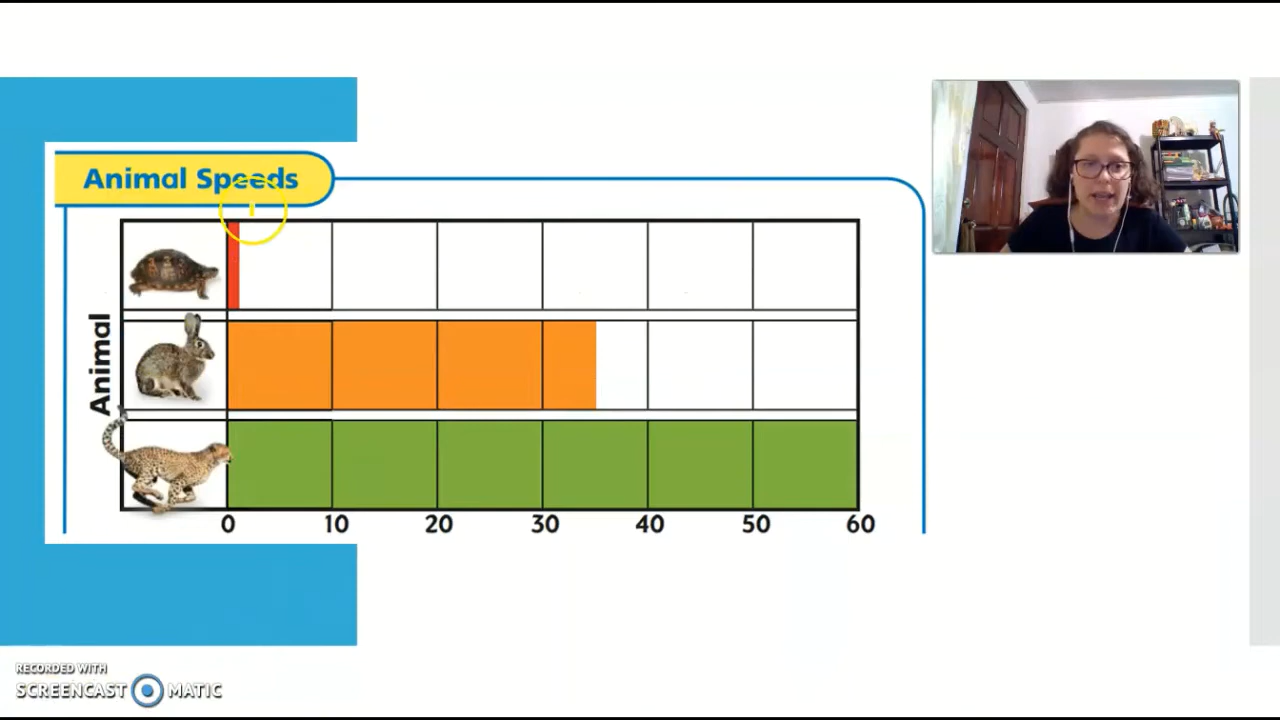 Animal Speeds
Animal
0 10 20 30 40 50 60
RECORDED WITH
SCREENCAST MATIC